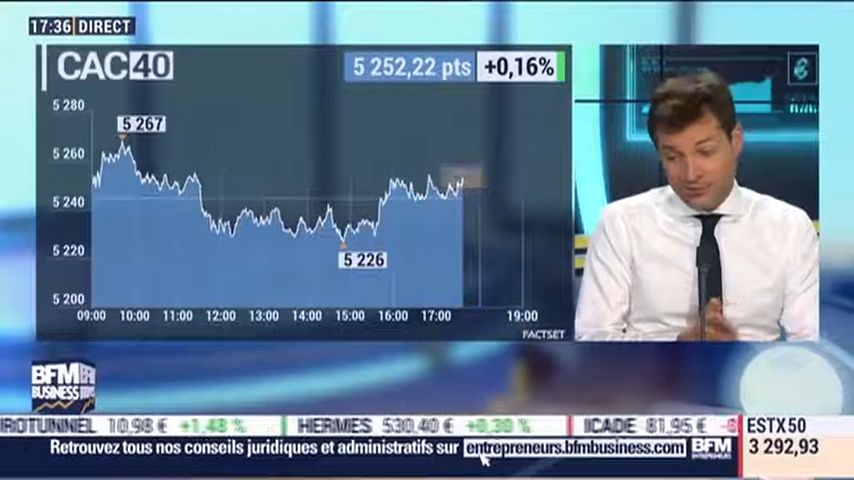 17:36 DIRECT
CAC40
5 252,22 pts
+0,16%
5 280
5 267
5 260
5 240
5 226
5 220
5 200
09:00 10:00 11:00 12:00 13:00 14:00 15:00 16:00 17:00 19:00
FACTSET
BFM
BUSINESS
ROTUNNEL 10,98 € +1,48 % HERMES 530,40 € +0,30 % ICADE 81,95 €
ESTX50
3 292,93
Retrouvez tous nos conseils juridiques et administratifs sur entrepreneurs.bfmbusiness.com
BFM
ENTREPRENEURS